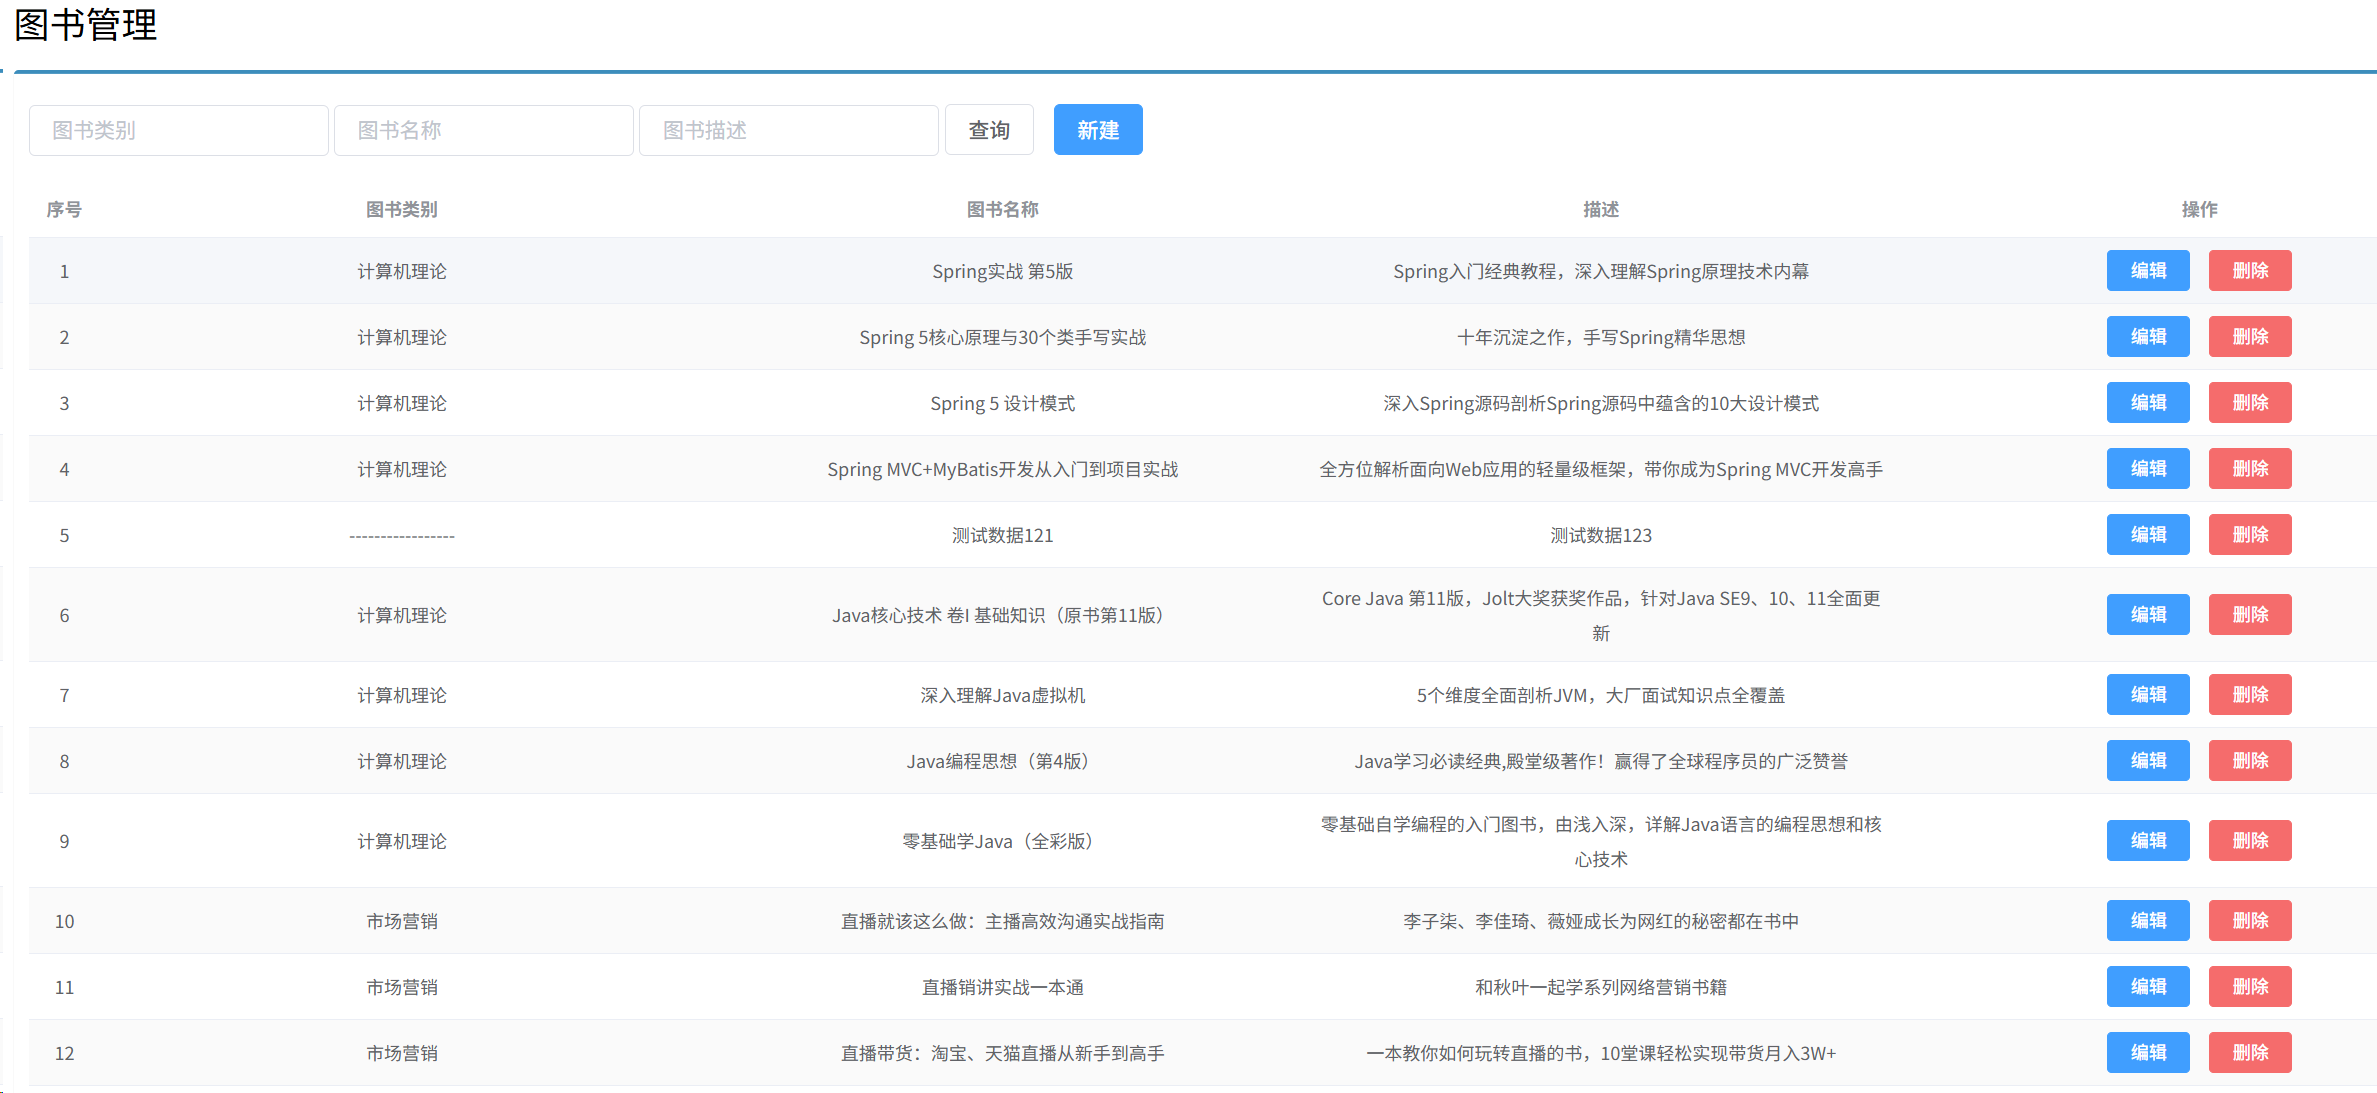 图书管理
图书类别 图书名称 图书描述 查询 新建
序号 图书类别 图书名称 描述 操作
1 计算机理论 Spring实战 第5版 Spring入门经典教程，深入理解Spring原理技术内幕 编辑 删除
2 计算机理论 Spring 5核心原理与30个类手写实战 十年沉淀之作，手写Spring精华思想 编辑 删除
3 计算机理论 Spring 5 设计模式 深入Spring源码剖析Spring源码中蕴含的10大设计模式 编辑 删除
4 计算机理论 Spring MVC+MyBatis开发从入门到项目实战 全方位解析面向Web应用的轻量级框架，带你成为Spring MVC开发高手 编辑 删除
5 ----------------- 测试数据121 测试数据123 编辑 删除
6 计算机理论 Java核心技术 卷I 基础知识（原书第11版） Core Java 第11版，Jolt大奖获奖作品，针对Java SE9、10、11全面更 编辑 删除
新
7 计算机理论 深入理解Java虚拟机 5个维度全面剖析JVM，大厂面试知识点全覆盖 编辑 删除
8 计算机理论 Java编程思想（第4版） Java学习必读经典,殿堂级著作！赢得了全球程序员的广泛赞誉 编辑 删除
9 计算机理论 零基础学Java（全彩版） 零基础自学编程的入门图书，由浅入深，详解Java语言的编程思想和核 编辑 删除
心技术
10 市场营销 直播就该这么做：主播高效沟通实战指南 李子柒、李佳琦、薇娅成长为网红的秘密都在书中 编辑 删除
11 市场营销 直播销讲实战一本通 和秋叶一起学系列网络营销书籍 编辑 删除
12 市场营销 直播带货：淘宝、天猫直播从新手到高手 一本教你如何玩转直播的书，10堂课轻松实现带货月入3W+ 编辑 删除